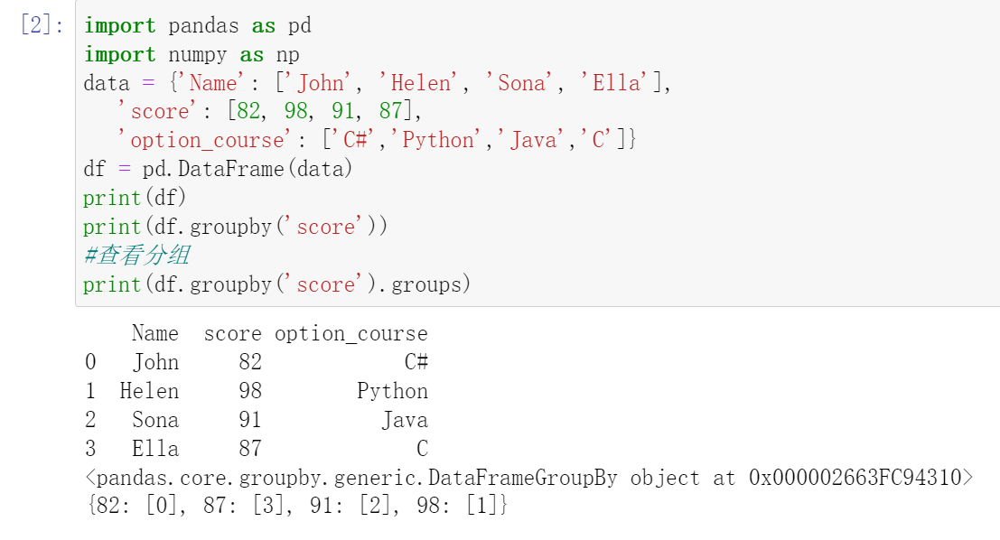 [2]: import pandas as pd
import numpy as np
data = {'Name': ['John', 'Helen', 'Sona', 'Ella'],
   'score': [82, 98, 91, 87],
   'option_course': ['C#','Python','Java','C']}
df = pd.DataFrame(data)
print(df)
print(df.groupby('score'))
#查看分组
print(df.groupby('score').groups)
    Name  score option_course
0   John     82            C#
1  Helen     98        Python
2   Sona     91          Java
3   Ella     87             C
<pandas.core.groupby.generic.DataFrameGroupBy object at 0x000002663FC94310>
{82: [0], 87: [3], 91: [2], 98: [1]}